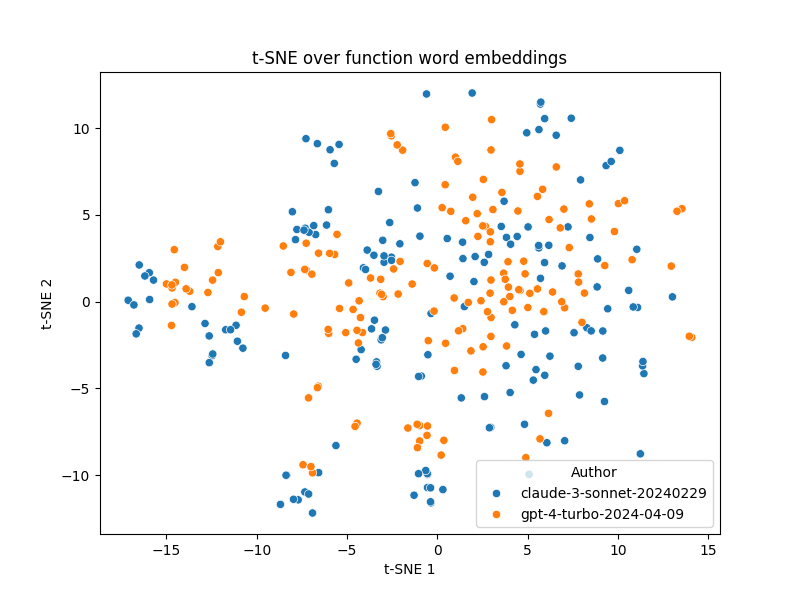 t-SNE over function word embeddings
t-SNE 2
10
5
0
−5
−10
−15
−10
−5
0
5
10
15
t-SNE 1
Author
claude-3-sonnet-20240229
gpt-4-turbo-2024-04-09